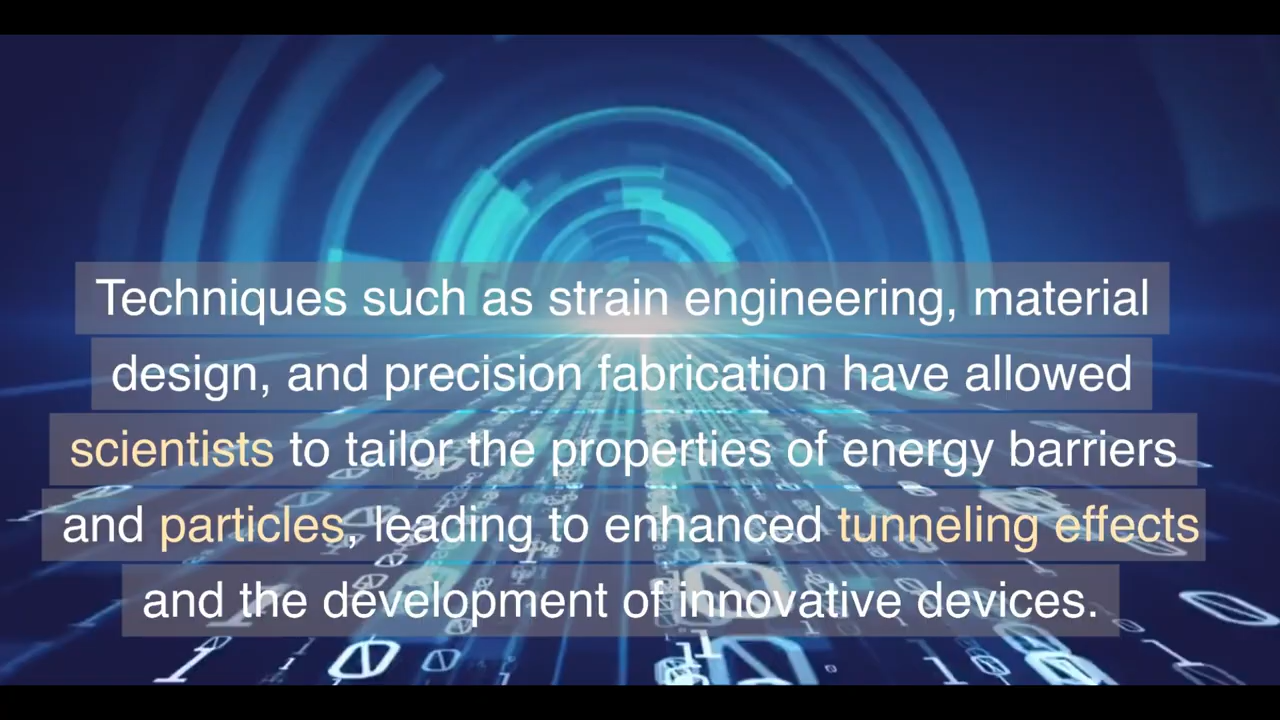 Techniques such as strain engineering, material
design, and precision fabrication have allowed
scientists to tailor the properties of energy barriers
and particles, leading to enhanced tunneling effects
and the development of innovative devices.